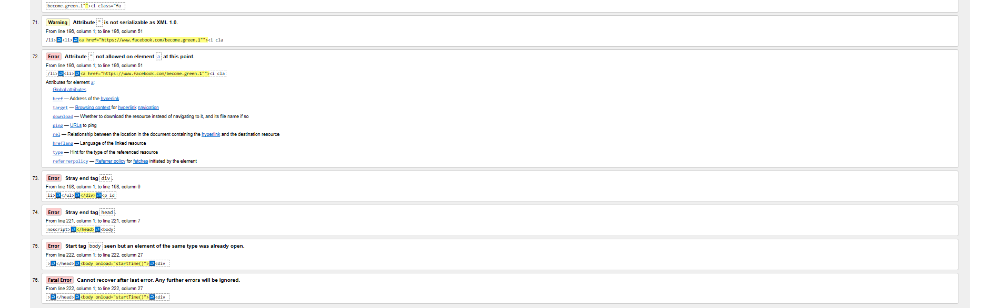 become.green.1""><i class="fa
71. Warning Attribute " is not serializable as XML 1.0.
From line 196, column 1; to line 196, column 51
/li>↩<li>↩<a href="https://www.facebook.com/become.green.1""><i cla
72. Error Attribute " not allowed on element a at this point.
From line 196, column 1; to line 196, column 51
/li>↩<li>↩<a href="https://www.facebook.com/become.green.1""><i cla
Attributes for element a:
Global attributes
href — Address of the hyperlink
target — Browsing context for hyperlink navigation
download — Whether to download the resource instead of navigating to it, and its file name if so
ping — URLs to ping
rel — Relationship between the location in the document containing the hyperlink and the destination resource
hreflang — Language of the linked resource
type — Hint for the type of the referenced resource
referrerpolicy — Referrer policy for fetches initiated by the element
73. Error Stray end tag div.
From line 198, column 1; to line 198, column 6
li>↩</ul>↩</div>↩<p id
74. Error Stray end tag head.
From line 221, column 1; to line 221, column 7
noscript>↩</head>↩<body
75. Error Start tag body seen but an element of the same type was already open.
From line 222, column 1; to line 222, column 27
>↩</head>↩<body onload="startTime()">↩<div
76. Fatal Error Cannot recover after last error. Any further errors will be ignored.
From line 222, column 1; to line 222, column 27
>↩</head>↩<body onload="startTime()">↩<div